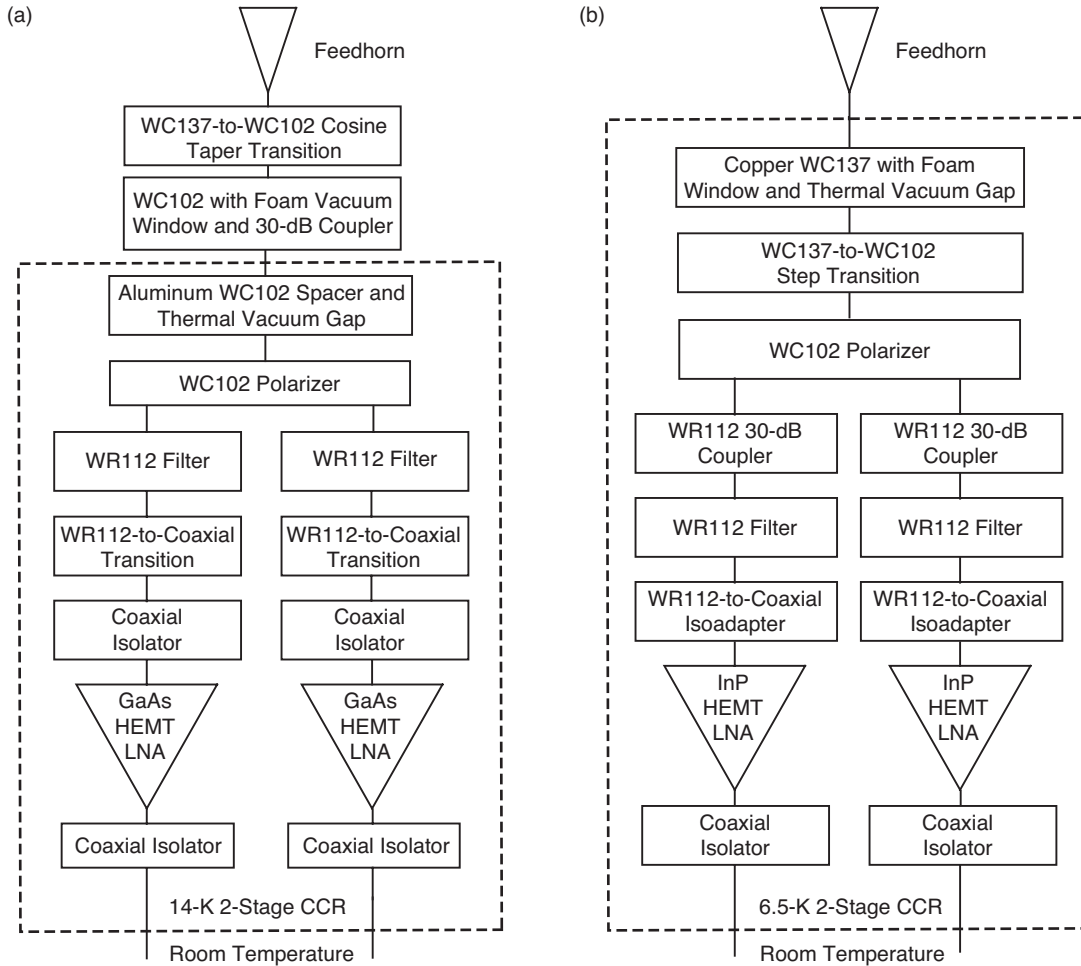 (a)
Feedhorn
WC137-to-WC102 Cosine
Taper Transition
WC102 with Foam Vacuum
Window and 30-dB Coupler
Aluminum WC102 Spacer and
Thermal Vacuum Gap
WC102 Polarizer
WR112 Filter
WR112 Filter
WR112-to-Coaxial
Transition
WR112-to-Coaxial
Transition
Coaxial
Isolator
Coaxial
Isolator
GaAs
HEMT
LNA
GaAs
HEMT
LNA
Coaxial Isolator
Coaxial Isolator
14-K 2-Stage CCR
Room Temperature
(b)
Feedhorn
Copper WC137 with Foam
Window and Thermal Vacuum Gap
WC137-to-WC102
Step Transition
WC102 Polarizer
WR112 30-dB
Coupler
WR112 30-dB
Coupler
WR112 Filter
WR112 Filter
WR112-to-Coaxial
Isoadapter
WR112-to-Coaxial
Isoadapter
InP
HEMT
LNA
InP
HEMT
LNA
Coaxial
Isolator
Coaxial
Isolator
6.5-K 2-Stage CCR
Room Temperature